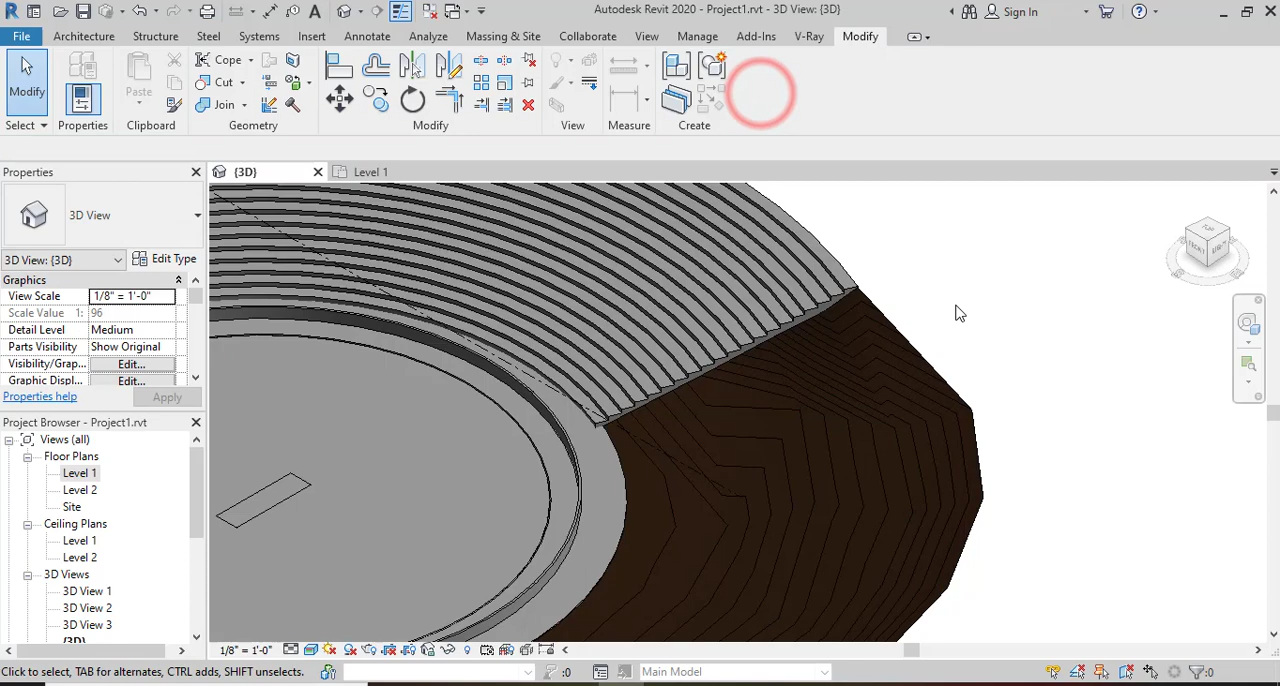 Autodesk Revit 2020 - Project1.rvt - 3D View: {3D}
Sign In
File Architecture Structure Steel Systems Insert Annotate Analyze Massing & Site Collaborate View Manage Add-Ins V-Ray Modify
Modify
Paste
Cope
Cut
Join
Select Properties Clipboard Geometry Modify View Measure Create
Properties
{3D}
Level 1
3D View
3D View: {3D}
Edit Type
Graphics
View Scale 1/8" = 1'-0"
Scale Value 1: 96
Detail Level Medium
Parts Visibility Show Original
Visibility/Grap... Edit...
Graphic Displ... Edit...
Properties help
Apply
Project Browser - Project1.rvt
Views (all)
Floor Plans
Level 1
Level 2
Site
Ceiling Plans
Level 1
Level 2
3D Views
3D View 1
3D View 2
3D View 3
{3D}
TOP
FRONT
1/8" = 1'-0"
Click to select, TAB for alternates, CTRL adds, SHIFT unselects.
:0
Main Model
:0